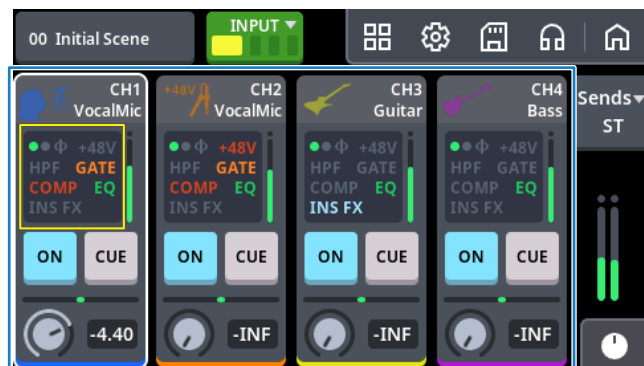 00 Initial Scene
INPUT
CH1
VocalMic
Φ +48V
HPF GATE
COMP EQ
INS FX
ON CUE
-4.40
+48V CH2
VocalMic
Φ +48V
HPF GATE
COMP EQ
INS FX
ON CUE
-INF
CH3
Guitar
Φ +48V
HPF GATE
COMP EQ
INS FX
ON CUE
-INF
CH4
Bass
Φ +48V
HPF GATE
COMP EQ
INS FX
ON CUE
-INF
Sends
ST